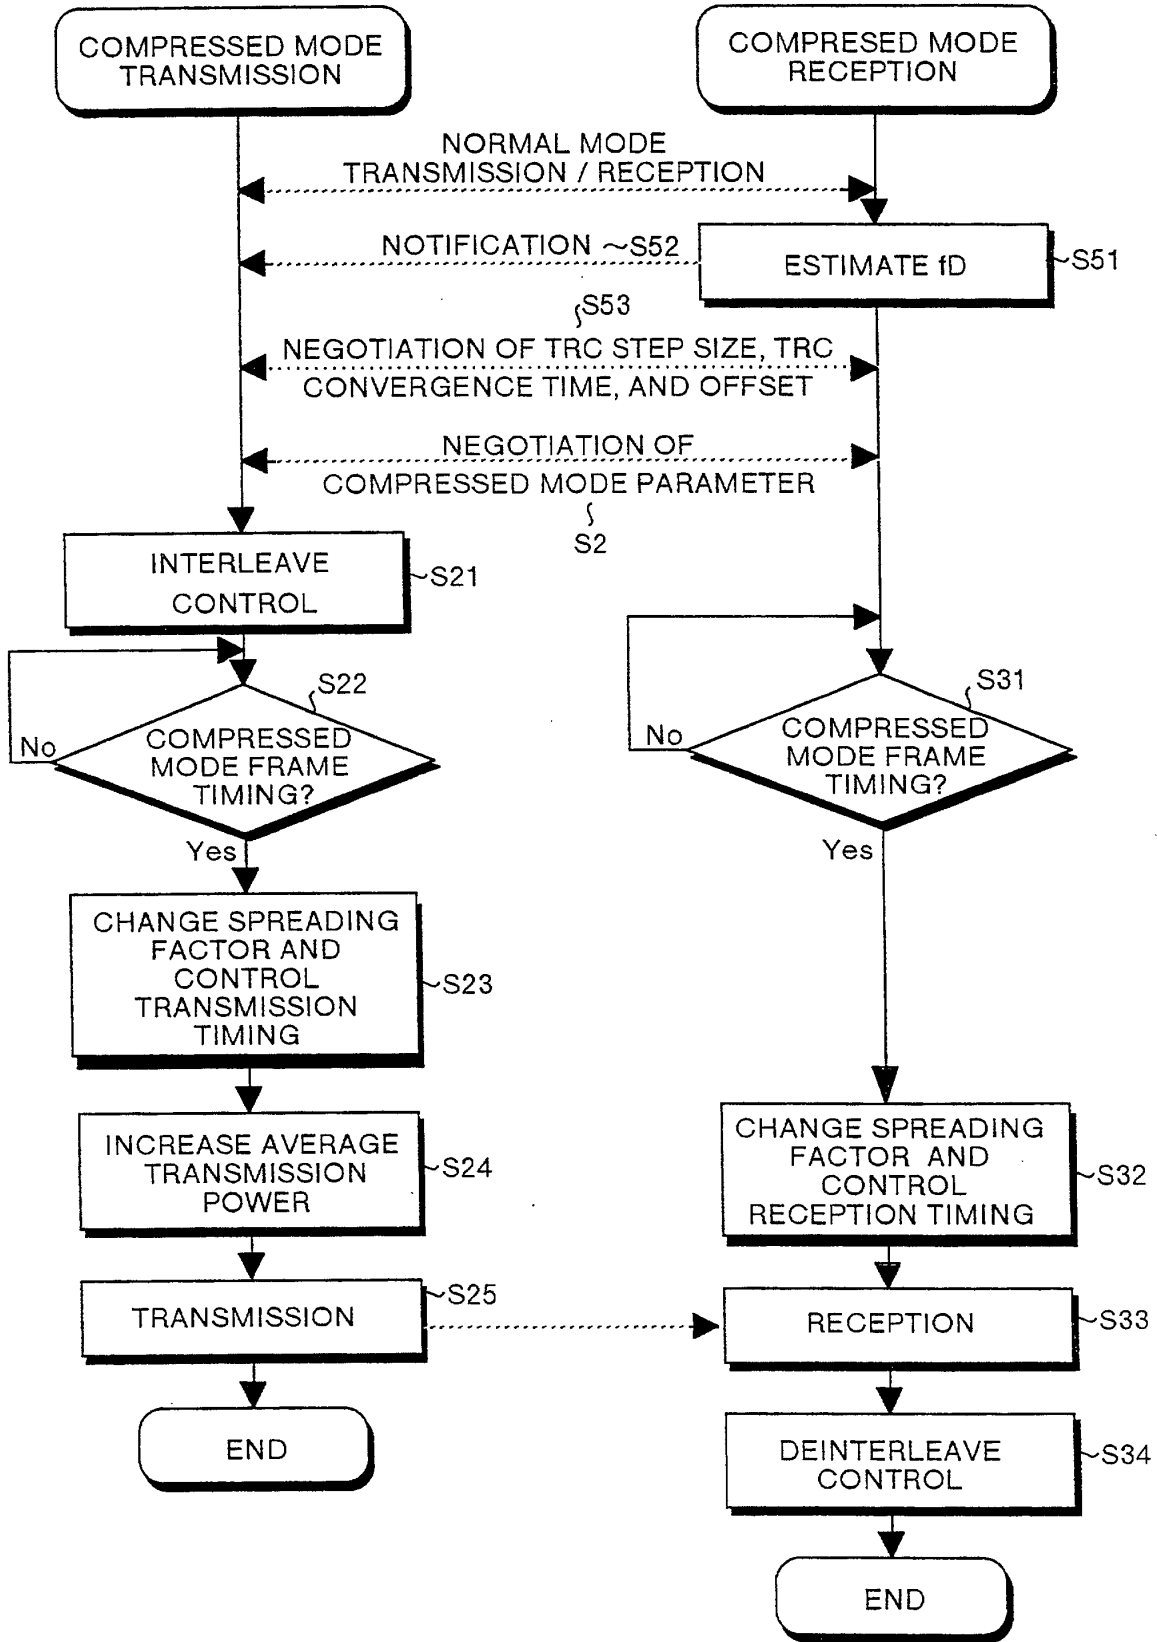 COMPRESSED MODE
TRANSMISSION
COMPRESED MODE
RECEPTION
NORMAL MODE
TRANSMISSION / RECEPTION
NOTIFICATION ~S52
ESTIMATE fD
S51
S53
NEGOTIATION OF TRC STEP SIZE, TRC
CONVERGENCE TIME, AND OFFSET
NEGOTIATION OF
COMPRESSED MODE PARAMETER
S2
INTERLEAVE
CONTROL
S21
S22
COMPRESSED
MODE FRAME
TIMING?
No
Yes
S31
COMPRESSED
MODE FRAME
TIMING?
No
Yes
CHANGE SPREADING
FACTOR AND
CONTROL
TRANSMISSION
TIMING
S23
INCREASE AVERAGE
TRANSMISSION
POWER
S24
CHANGE SPREADING
FACTOR AND
CONTROL
RECEPTION TIMING
S32
TRANSMISSION
S25
RECEPTION
S33
END
DEINTERLEAVE
CONTROL
S34
END